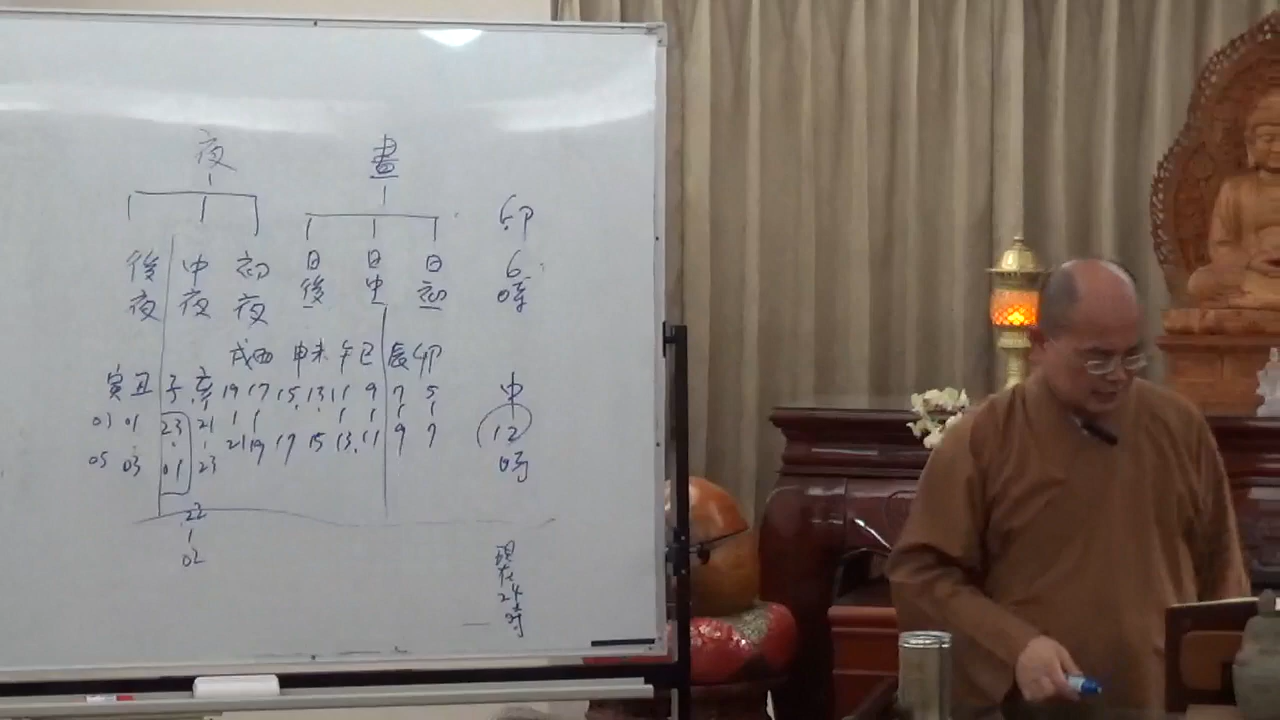 夜 晝
印
後夜 中夜 初夜 日後 日中 日初 6時
戌酉 申未 午巳 辰卯
寅 丑 子 亥 19 17 15 13 11 9 7 5 中
03 01 23 21
21 19 17 15 13 11 9 7 12
05 03 01 23 時
22
02
現在24時